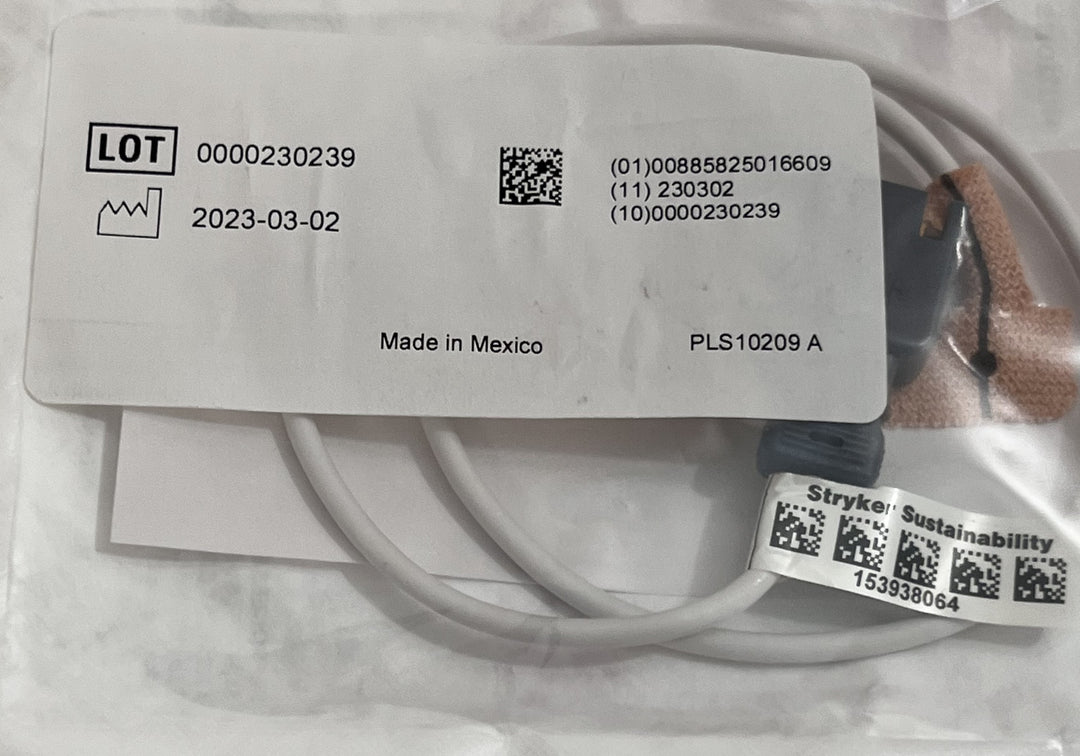 LOT 0000230239
2023-03-02
(01)00885825016609
(11) 230302
(10)0000230239
Made in Mexico
PLS10209 A
Stryker Sustainability
153938064